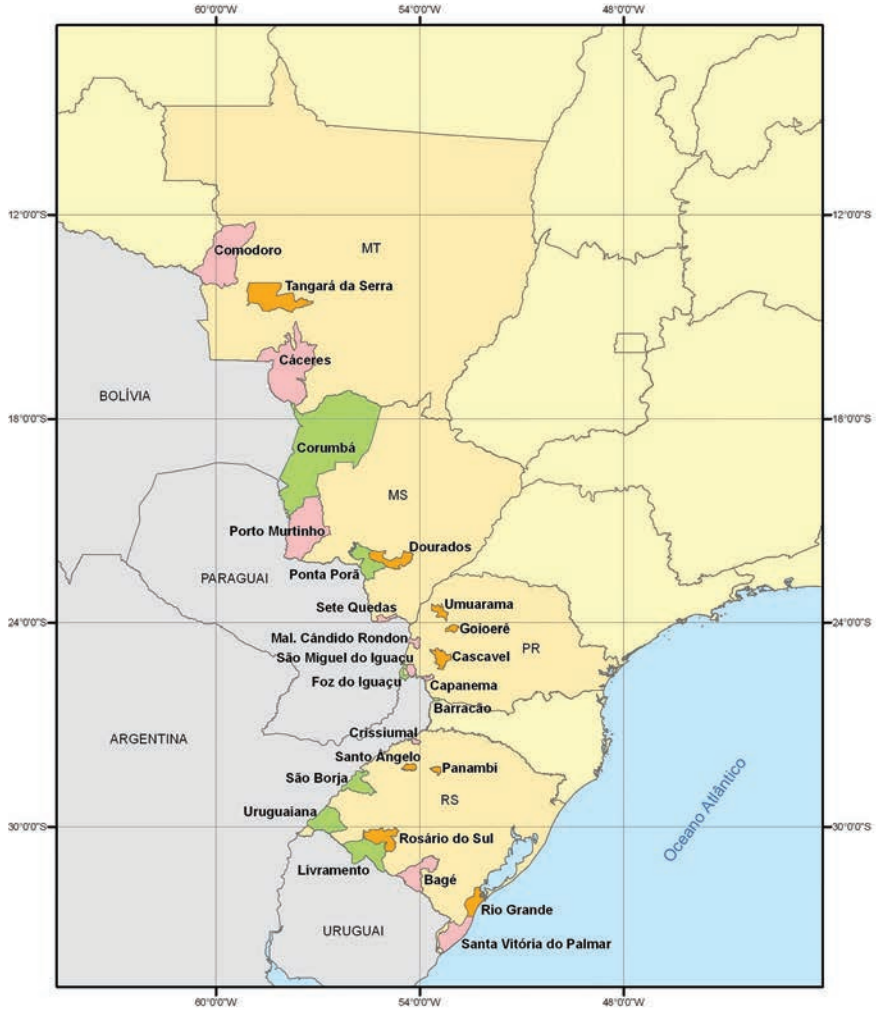 60°0'0"W 54°0'0"W 48°0'0"W
12°0'0"S 12°0'0"S
Comodoro
MT
Tangará da Serra
Cáceres
BOLÍVIA
18°0'0"S 18°0'0"S
Corumbá
MS
Porto Murtinho
Dourados
Ponta Porã
PARAGUAI
Sete Quedas
Umuarama
24°0'0"S 24°0'0"S
Goioerê
Mal. Cândido Rondon
PR
São Miguel do Iguaçu
Cascavel
Foz do Iguaçu
Capanema
Barracão
Crissiumal
ARGENTINA
Santo Ângelo
Panambi
São Borja
RS
Oceano Atlântico
Uruguaiana
30°0'0"S 30°0'0"S
Rosário do Sul
Livramento
Bagé
Rio Grande
URUGUAI
Santa Vitória do Palmar
60°0'0"W 54°0'0"W 48°0'0"W